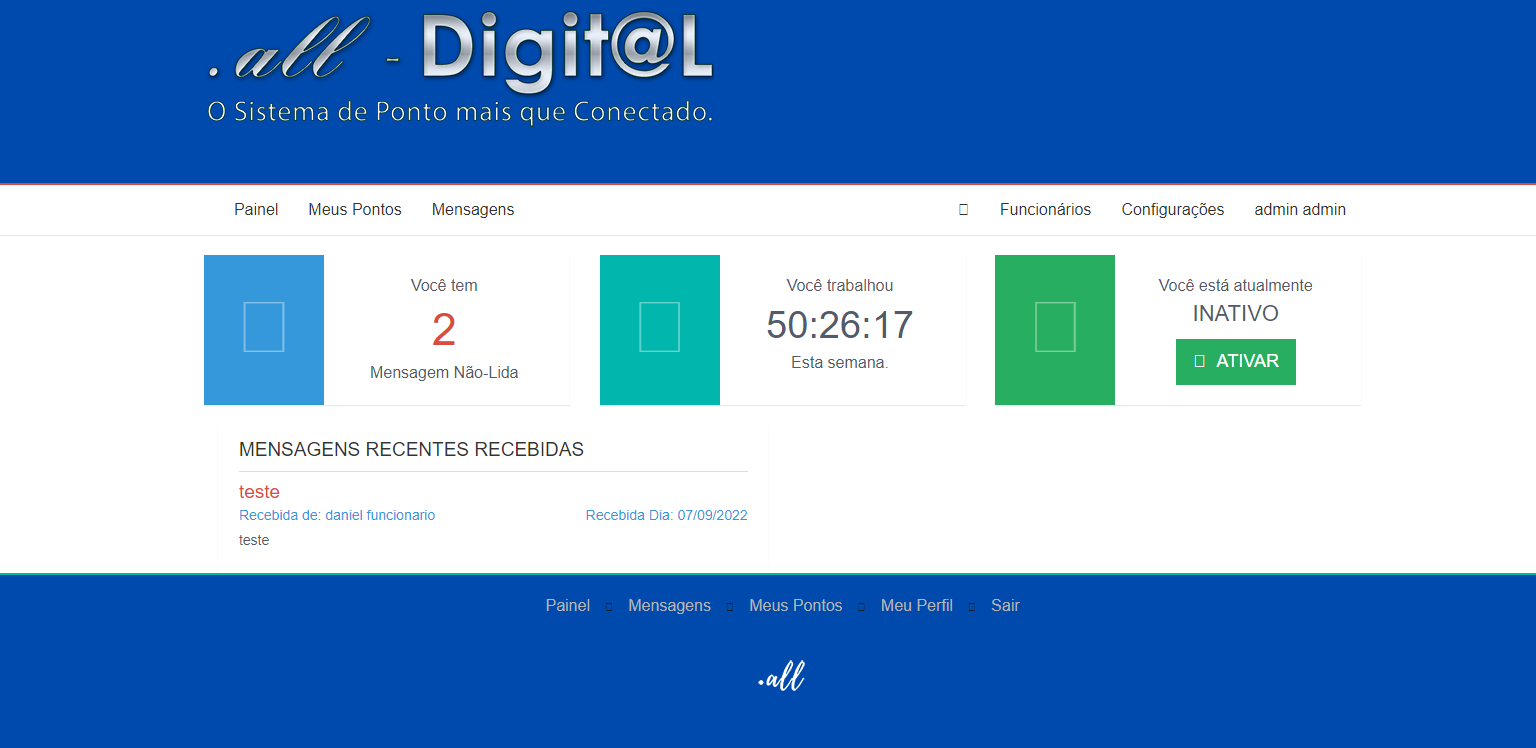 .all - Digit@L
O Sistema de Ponto mais que Conectado.
Painel Meus Pontos Mensagens Funcionários Configurações admin admin
Você tem
2
Mensagem Não-Lida
Você trabalhou
50:26:17
Esta semana.
Você está atualmente
INATIVO
ATIVAR
MENSAGENS RECENTES RECEBIDAS
teste
Recebida de: daniel funcionario Recebida Dia: 07/09/2022
teste
Painel Mensagens Meus Pontos Meu Perfil Sair
.all